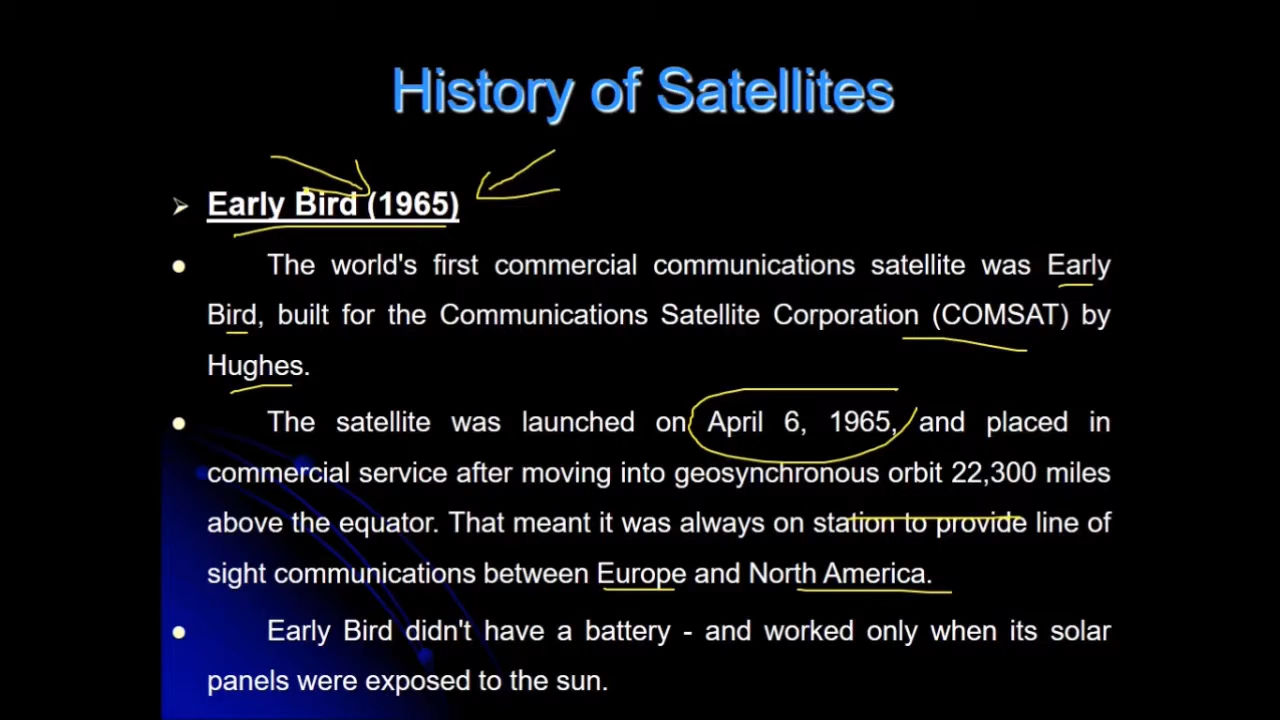 History of Satellites
Early Bird (1965)
The world's first commercial communications satellite was Early
Bird, built for the Communications Satellite Corporation (COMSAT) by
Hughes.
The satellite was launched on April 6, 1965, and placed in
commercial service after moving into geosynchronous orbit 22,300 miles
above the equator. That meant it was always on station to provide line of
sight communications between Europe and North America.
Early Bird didn't have a battery - and worked only when its solar
panels were exposed to the sun.